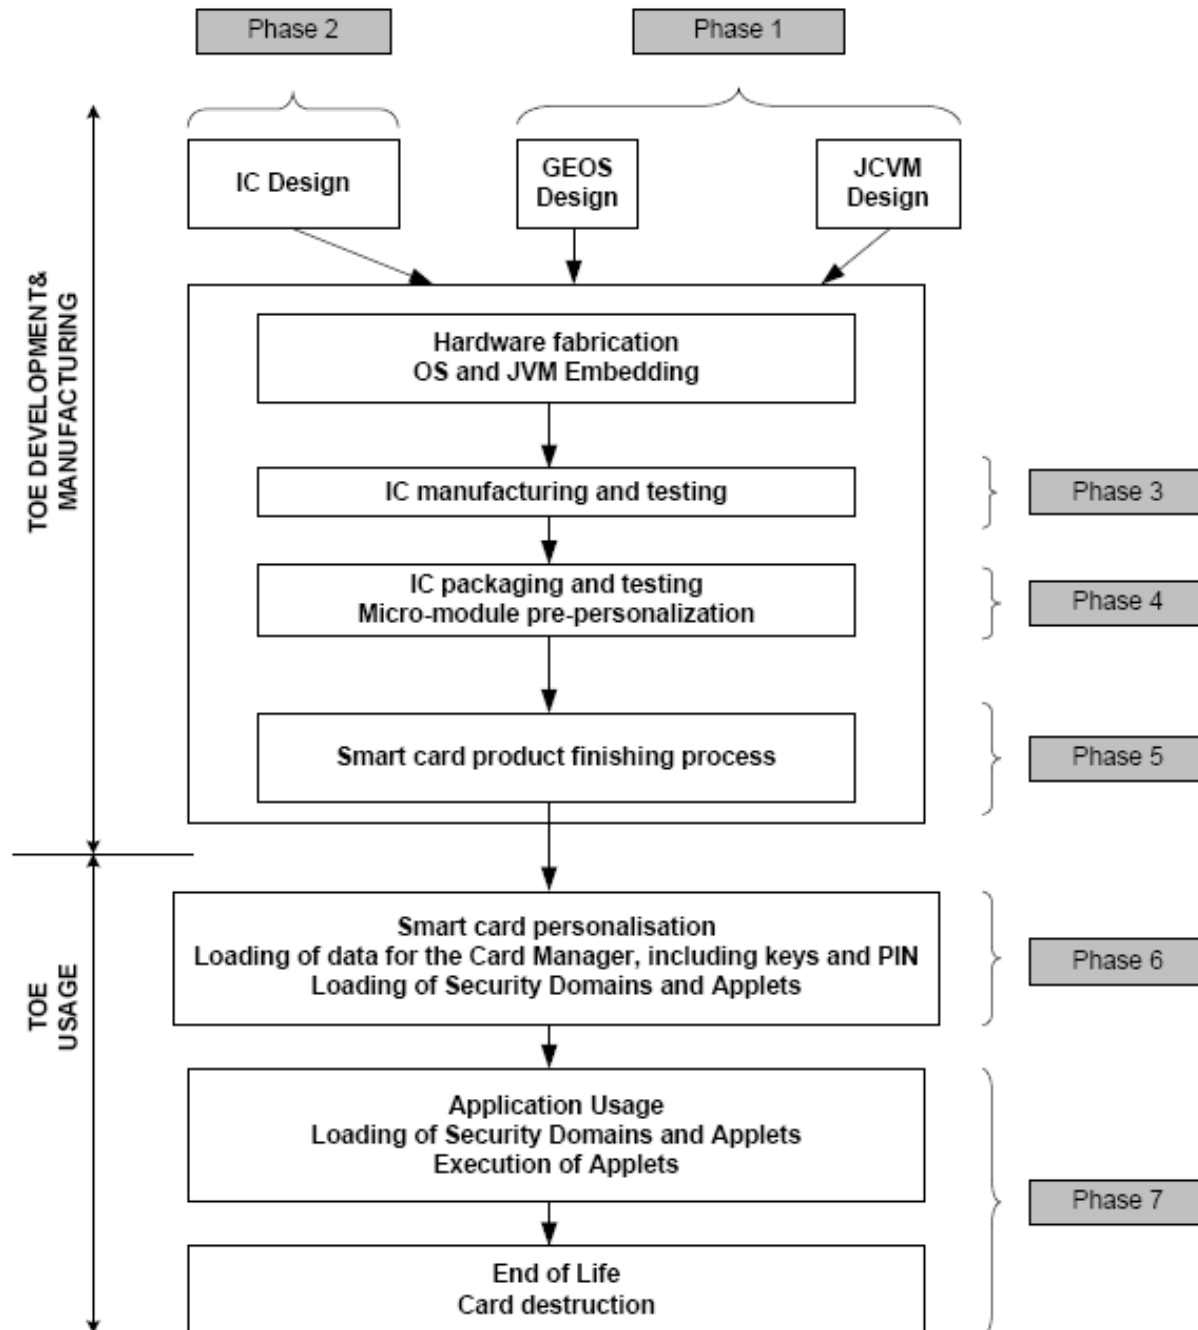 Phase 2
Phase 1
IC Design
GEOS
Design
JCVM
Design
TOE DEVELOPMENT&
MANUFACTURING
Hardware fabrication
OS and JVM Embedding
IC manufacturing and testing
Phase 3
IC packaging and testing
Micro-module pre-personalization
Phase 4
Smart card product finishing process
Phase 5
TOE
USAGE
Smart card personalisation
Loading of data for the Card Manager, including keys and PIN
Loading of Security Domains and Applets
Phase 6
Application Usage
Loading of Security Domains and Applets
Execution of Applets
Phase 7
End of Life
Card destruction